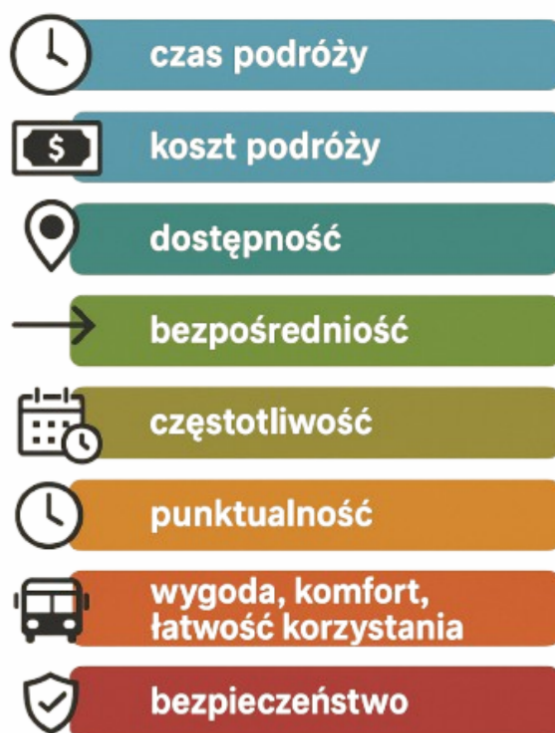 czas podróży
$
koszt podróży
dostępność
bezpośredniość
częstotliwość
punktualność
wygoda, komfort,
łatwość korzystania
bezpieczeństwo